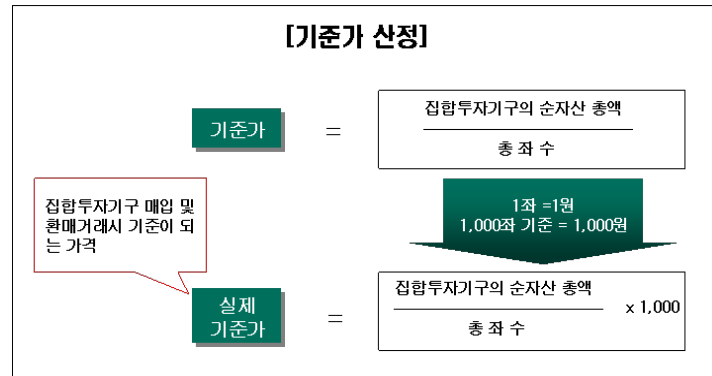 [기준가 산정]
기준가
=
집합투자기구의 순자산 총액
총 좌 수
1좌 =1원
1,000좌 기준 = 1,000원
집합투자기구 매입 및
환매거래시 기준이 되
는 가격
실제
기준가
=
집합투자기구의 순자산 총액
총 좌 수
x 1,000